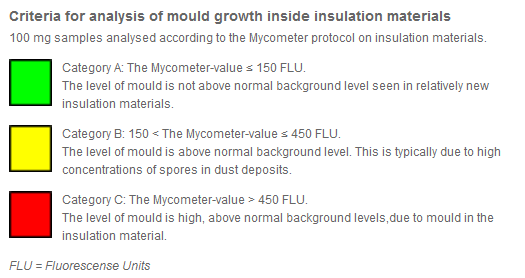 Criteria for analysis of mould growth inside insulation materials
100 mg samples analysed according to the Mycometer protocol on insulation materials.
Category A: The Mycometer-value ≤ 150 FLU.
The level of mould is not above normal background level seen in relatively new
insulation materials.
Category B: 150 < The Mycometer-value ≤ 450 FLU.
The level of mould is above normal background level. This is typically due to high
concentrations of spores in dust deposits.
Category C: The Mycometer-value > 450 FLU.
The level of mould is high, above normal background levels,due to mould in the
insulation material.
FLU = Fluorescense Units